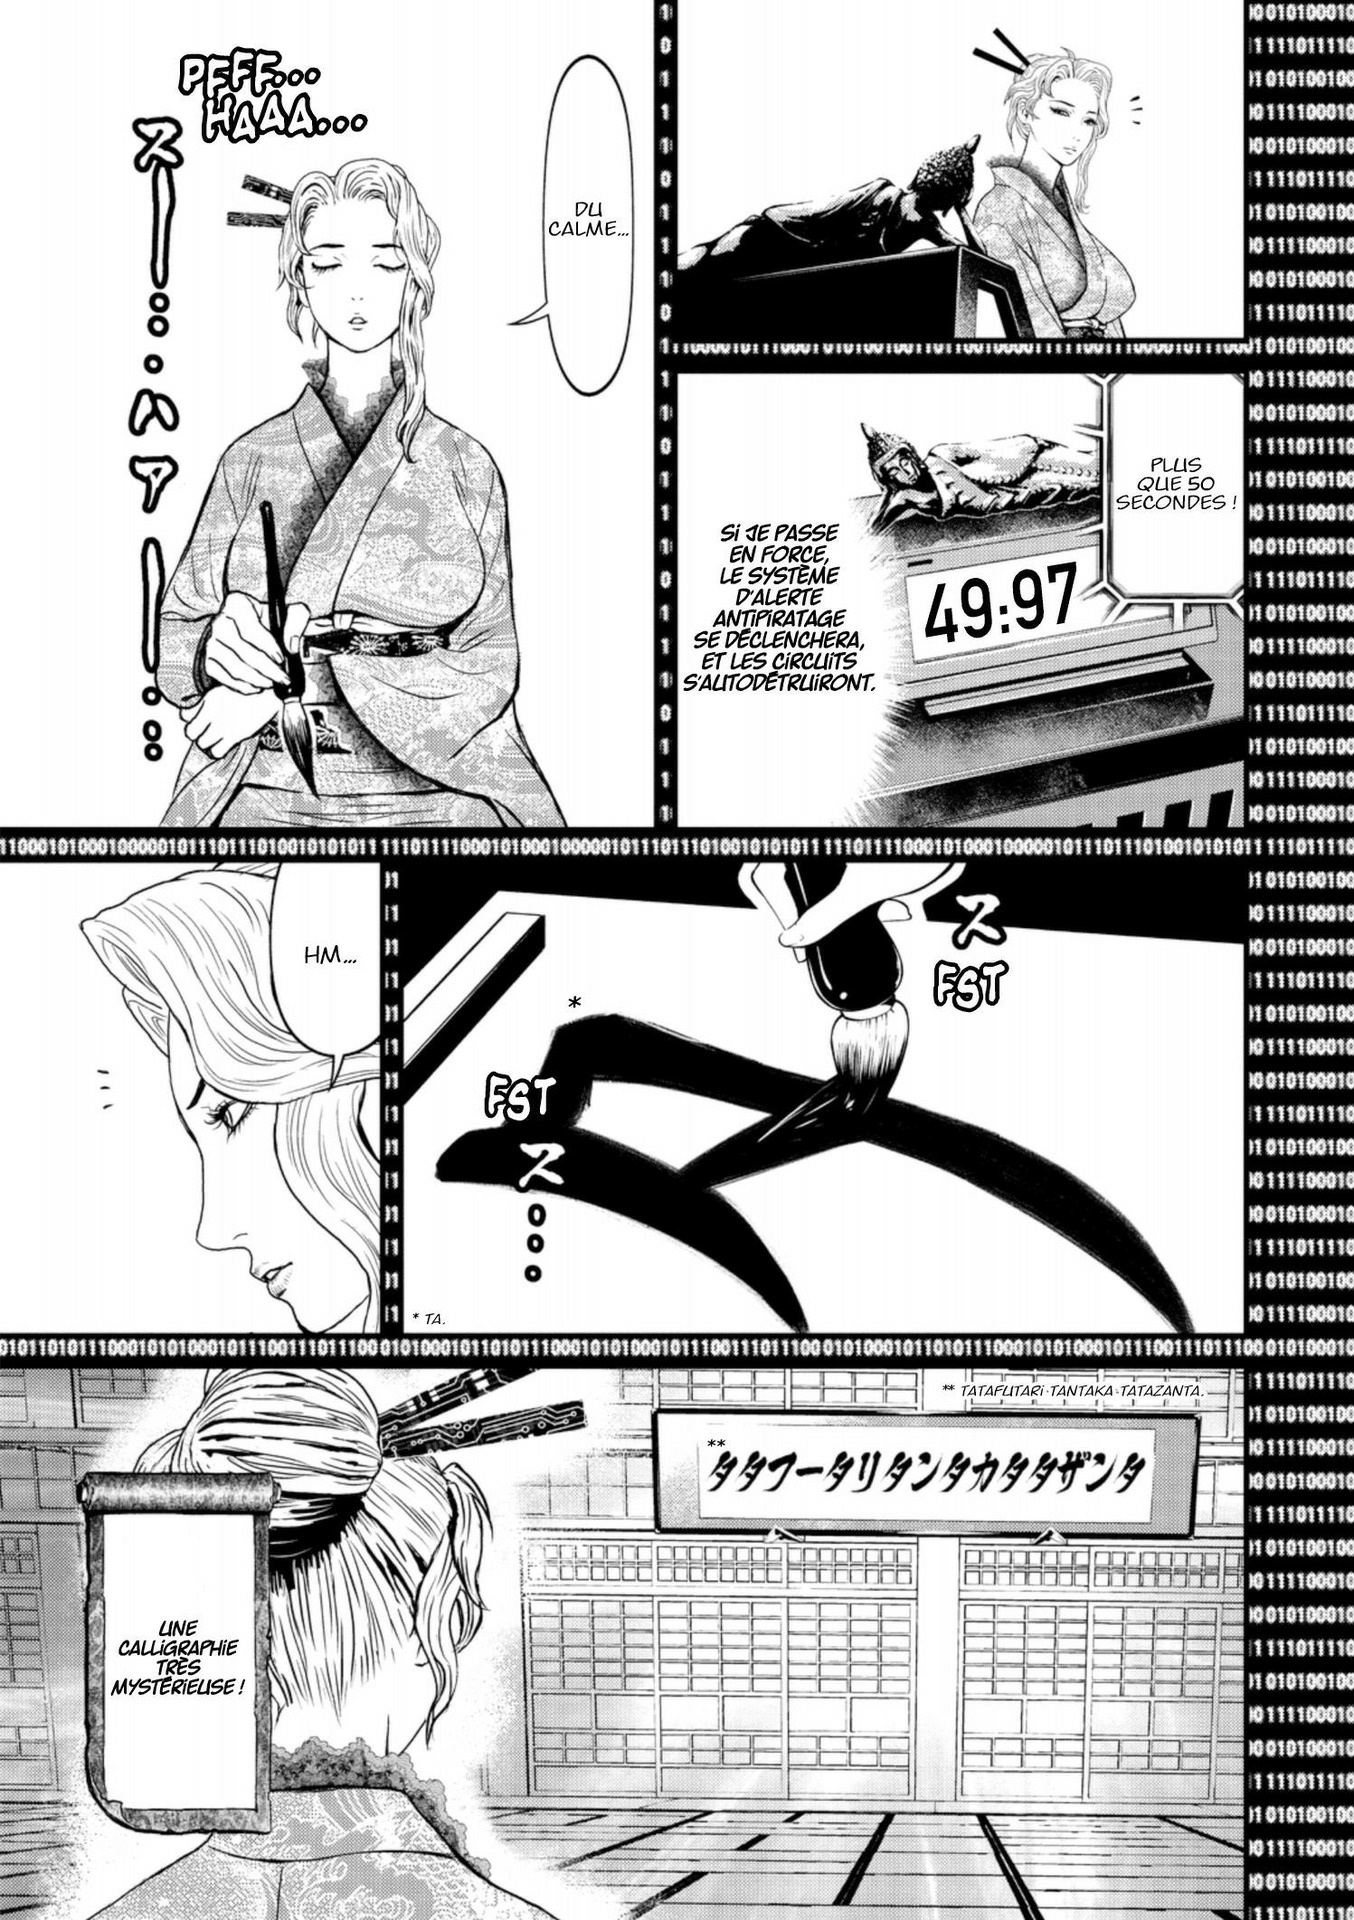 PLUS
QUE 50
SECONDES !
SI JE PASSE
EN FORCE,
LE SYSTÈME
D'ALERTE
ANTIPIRATAGE
SE DÉCLENCHERA,
ET LES CIRCUITS
S'AUTODÉTRUIRONT.
49:97
DU
CALME...
PFFF...
HAAA...
スー...ハァー...
ス
FST
*
FST
ス...
* TA.
HM...
** TATAFUTARI-TANTAKA-TATAZANTA.
**
タタフータリタンタカタタザンタ
UNE
CALLIGRAPHIE
TRÈS
MYSTÉRIEUSE !